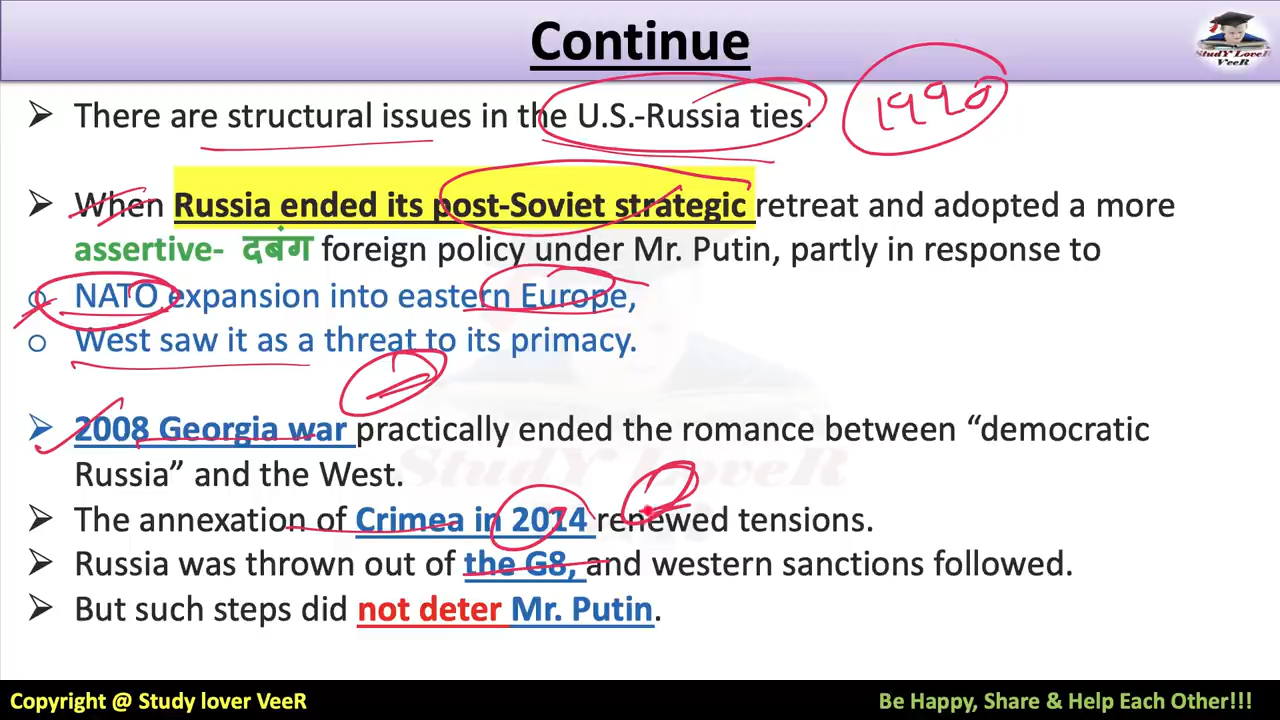 Continue
StudY LoveR
VeeR
There are structural issues in the U.S.-Russia ties.
1990
When Russia ended its post-Soviet strategic retreat and adopted a more
assertive- दबंग foreign policy under Mr. Putin, partly in response to
NATO expansion into eastern Europe,
West saw it as a threat to its primacy.
2008 Georgia war practically ended the romance between “democratic
Russia” and the West.
StudY LoveR
The annexation of Crimea in 2014 renewed tensions.
Russia was thrown out of the G8, and western sanctions followed.
But such steps did not deter Mr. Putin.
Copyright @ Study lover VeeR
Be Happy, Share & Help Each Other!!!